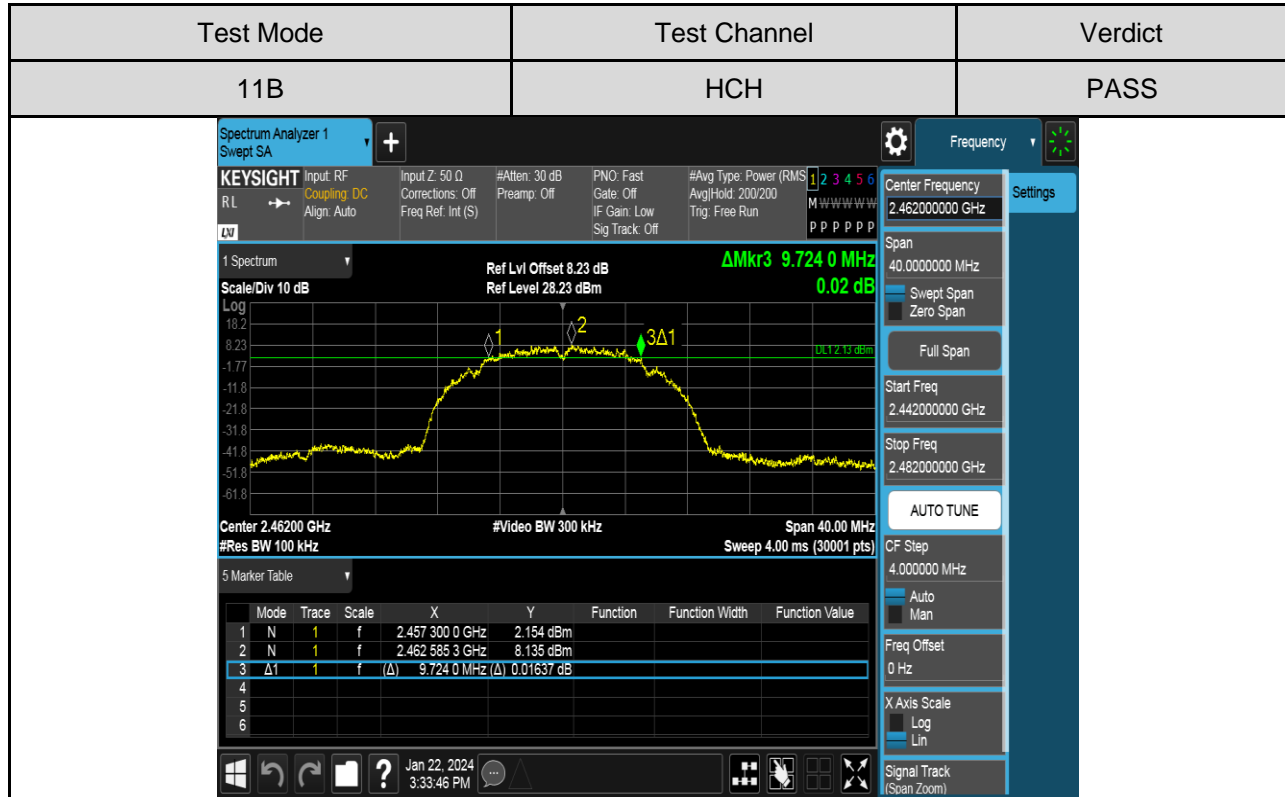 Test Mode Test Channel Verdict
11B HCH PASS
Spectrum Analyzer 1
Swept SA
+
Frequency
KEYSIGHT
RL
LXI
Input: RF
Coupling: DC
Align: Auto
Input Z: 50 Ω
Corrections: Off
Freq Ref: Int (S)
#Atten: 30 dB
Preamp: Off
PNO: Fast
Gate: Off
IF Gain: Low
Sig Track: Off
#Avg Type: Power (RMS
Avg|Hold: 200/200
Trig: Free Run
1 2 3 4 5 6
M W W W W W
P P P P P P
1 Spectrum
Scale/Div 10 dB
Ref Lvl Offset 8.23 dB
Ref Level 28.23 dBm
ΔMkr3 9.724 0 MHz
0.02 dB
Log
18.2
8.23
-1.77
-11.8
-21.8
-31.8
-41.8
-51.8
-61.8
1
2
3Δ1
DL1 2.13 dBm
Center 2.46200 GHz
#Res BW 100 kHz
#Video BW 300 kHz
Span 40.00 MHz
Sweep 4.00 ms (30001 pts)
5 Marker Table
Mode Trace Scale X Y Function Function Width Function Value
1 N 1 f 2.457 300 0 GHz 2.154 dBm
2 N 1 f 2.462 585 3 GHz 8.135 dBm
3 Δ1 1 f (Δ) 9.724 0 MHz (Δ) 0.01637 dB
4
5
6
?
Jan 22, 2024
3:33:46 PM
Center Frequency
2.462000000 GHz
Settings
Span
40.0000000 MHz
Swept Span
Zero Span
Full Span
Start Freq
2.442000000 GHz
Stop Freq
2.482000000 GHz
AUTO TUNE
CF Step
4.000000 MHz
Auto
Man
Freq Offset
0 Hz
X Axis Scale
Log
Lin
Signal Track
(Span Zoom)